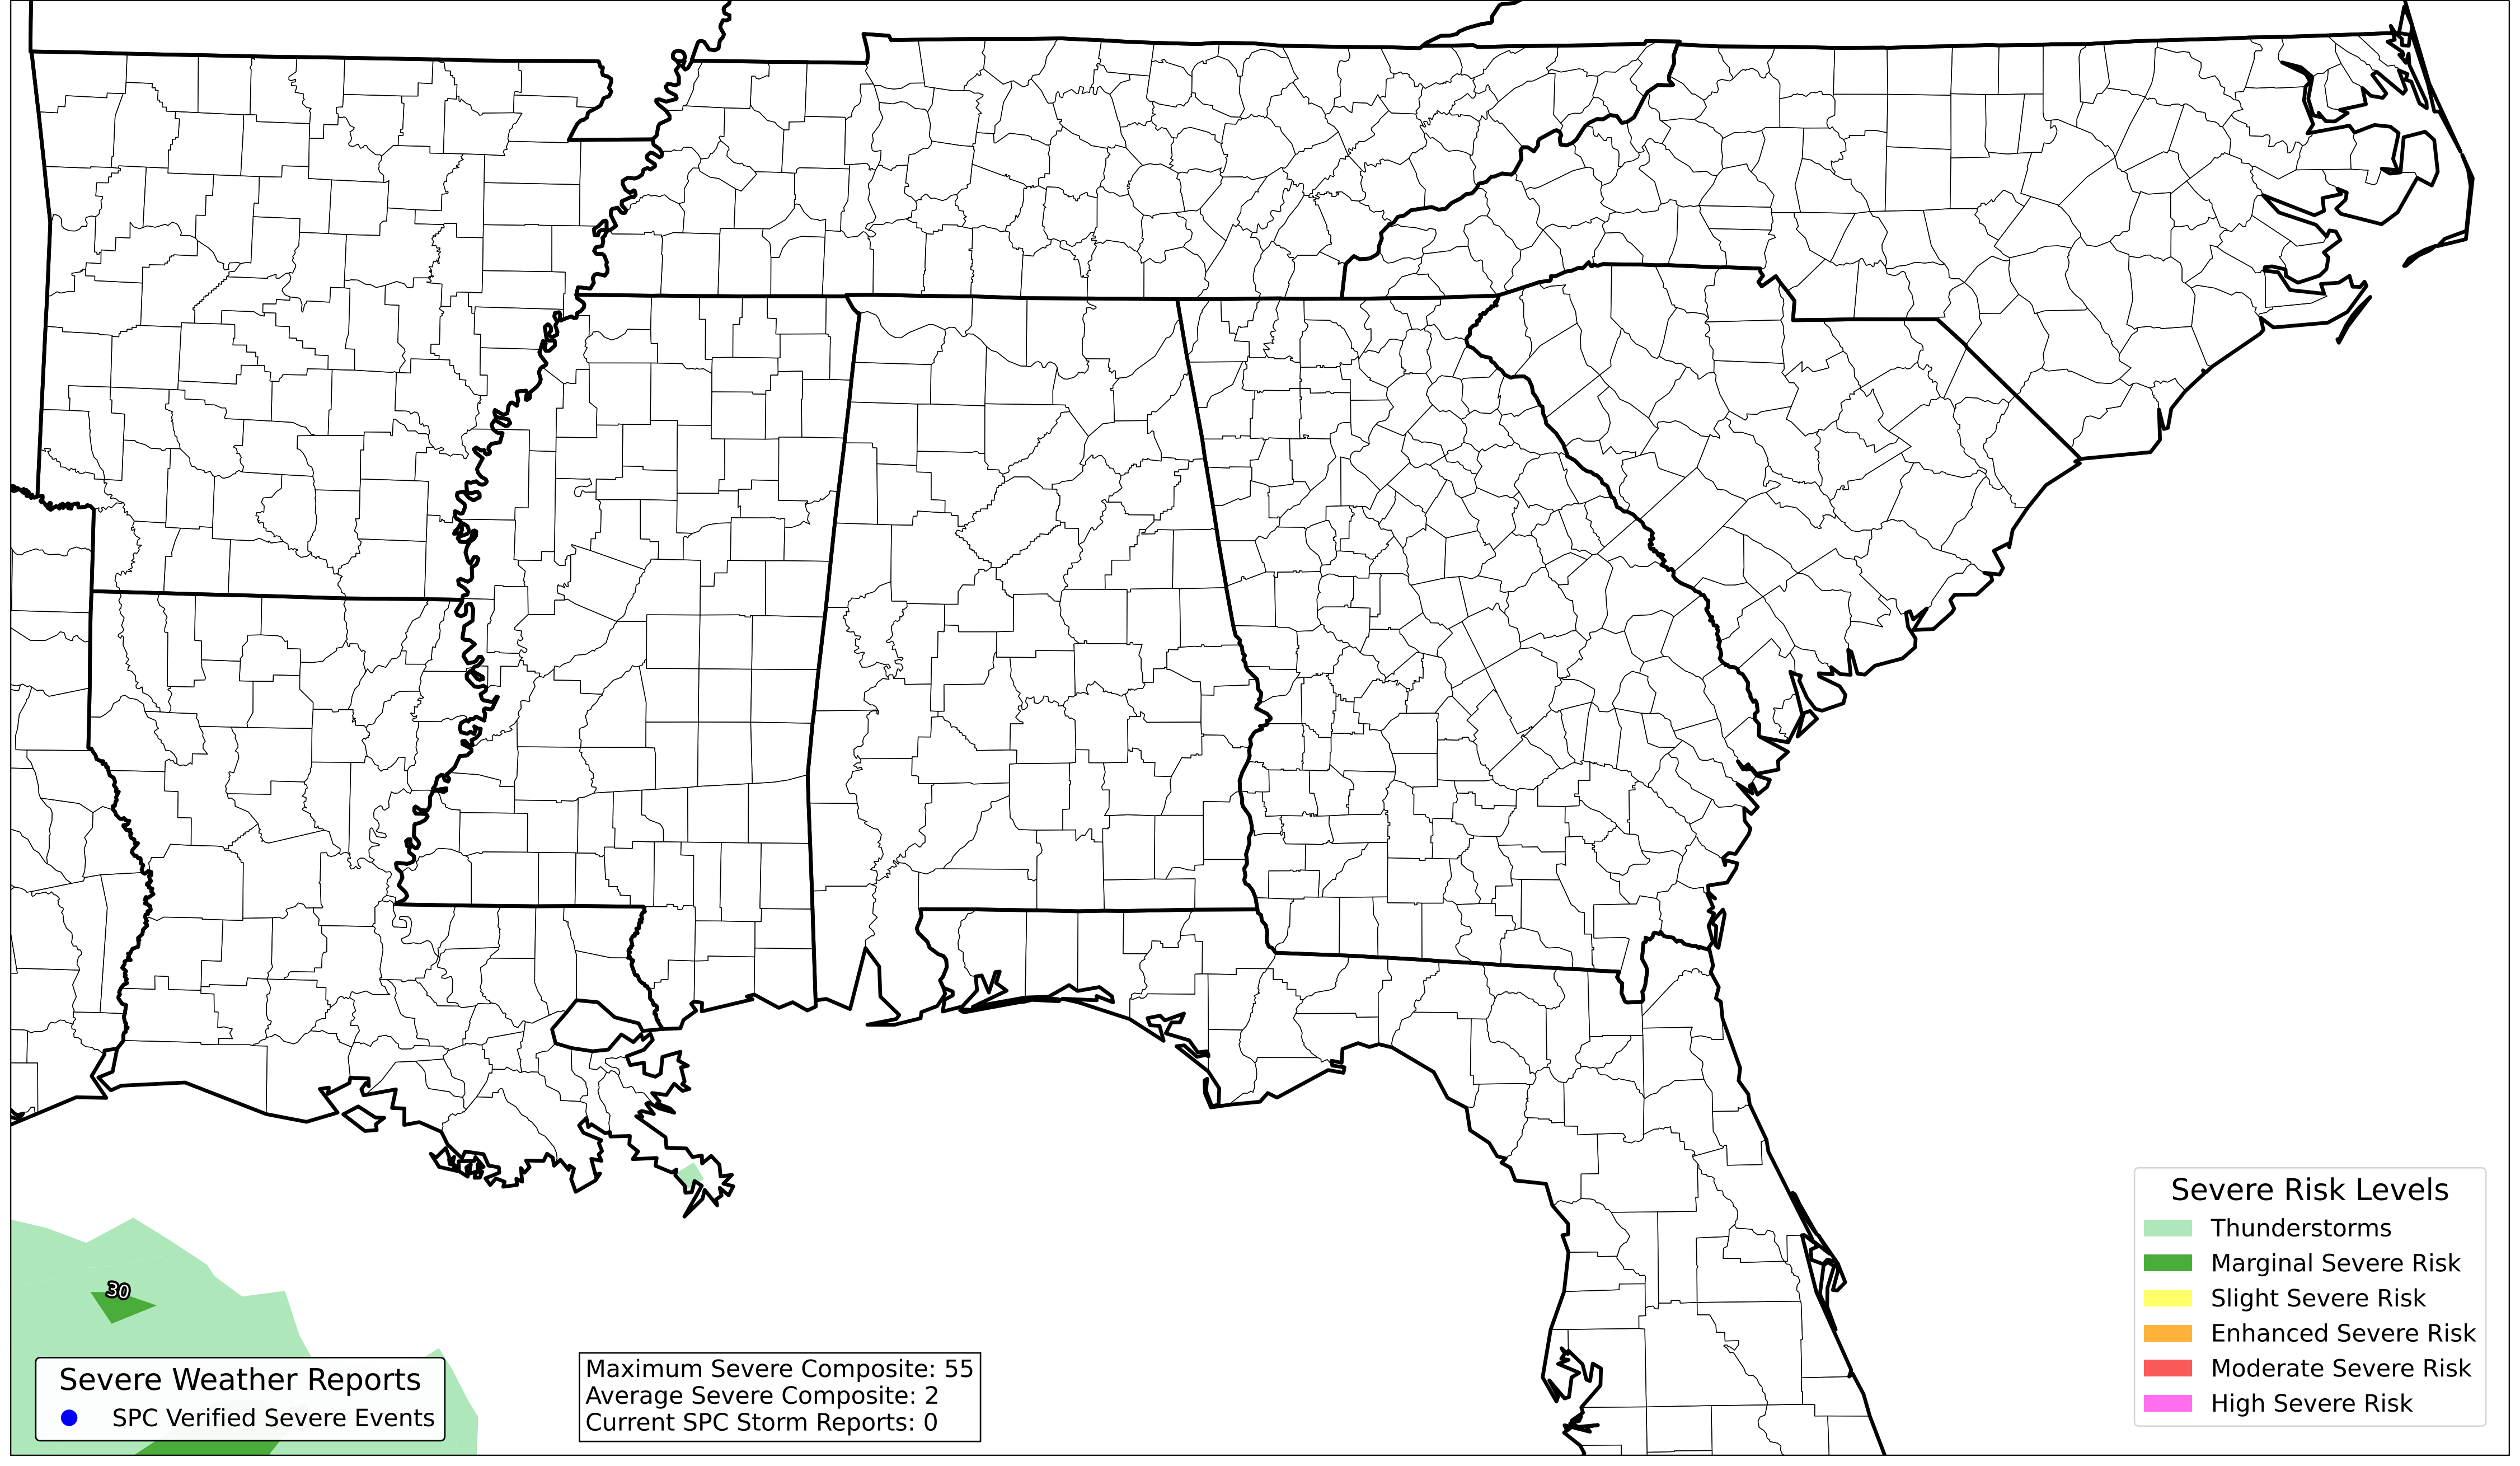 30
Severe Weather Reports
SPC Verified Severe Events
Maximum Severe Composite: 55
Average Severe Composite: 2
Current SPC Storm Reports: 0
Severe Risk Levels
Thunderstorms
Marginal Severe Risk
Slight Severe Risk
Enhanced Severe Risk
Moderate Severe Risk
High Severe Risk